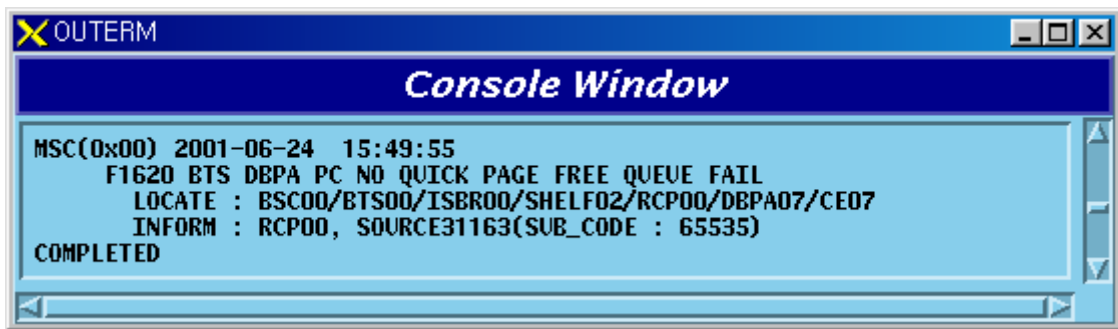 OUTERM
Console Window
MSC(0x00) 2001-06-24 15:49:55
F1620 BTS DBPA PC NO QUICK PAGE FREE QUEUE FAIL
LOCATE : BSC00/BTS00/ISBR00/SHELF02/RCP00/DBPA07/CE07
INFORM : RCP00, SOURCE31163(SUB_CODE : 65535)
COMPLETED